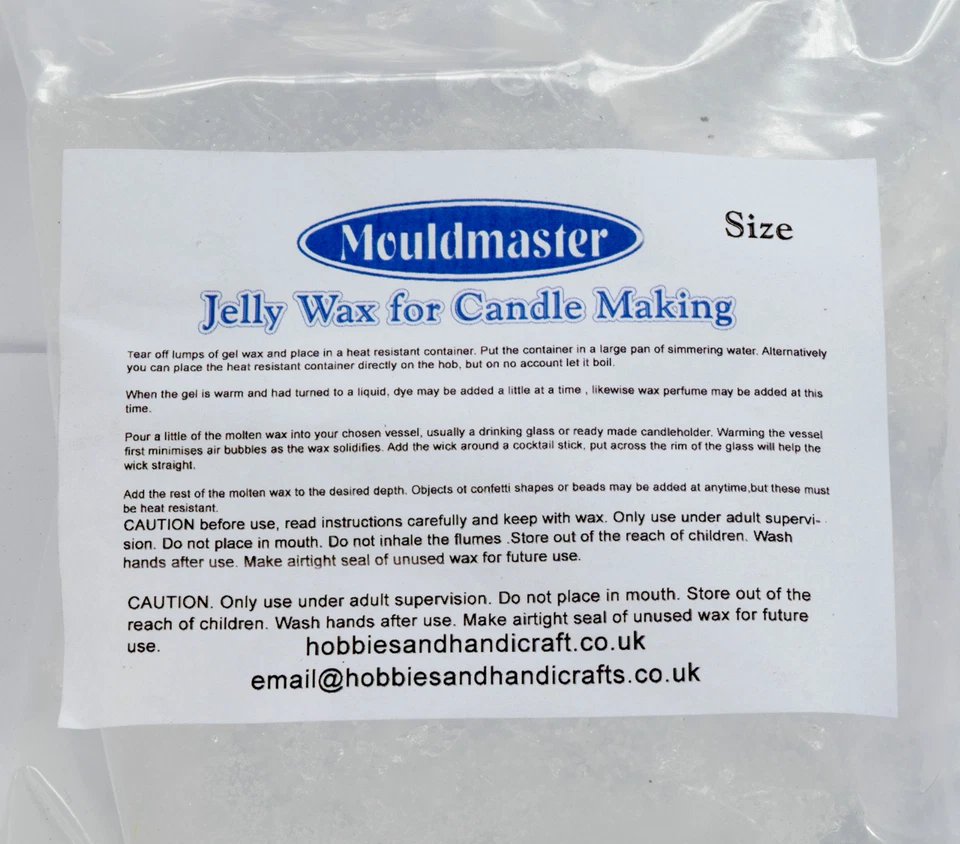 Mouldmaster
Size
Jelly Wax for Candle Making
Tear off lumps of gel wax and place in a heat resistant container. Put the container in a large pan of simmering water. Alternatively
you can place the heat resistant container directly on the hob, but on no account let it boil.
When the gel is warm and had turned to a liquid, dye may be added a little at a time , likewise wax perfume may be added at this
time.
Pour a little of the molten wax into your chosen vessel, usually a drinking glass or ready made candleholder. Warming the vessel
first minimises air bubbles as the wax solidifies. Add the wick around a cocktail stick, put across the rim of the glass will help the
wick straight.
Add the rest of the molten wax to the desired depth. Objects ot confetti shapes or beads may be added at anytime,but these must
be heat resistant.
CAUTION before use, read instructions carefully and keep with wax. Only use under adult supervi-
sion. Do not place in mouth. Do not inhale the flumes .Store out of the reach of children. Wash
hands after use. Make airtight seal of unused wax for future use.
CAUTION. Only use under adult supervision. Do not place in mouth. Store out of the
reach of children. Wash hands after use. Make airtight seal of unused wax for future
use.
hobbiesandhandicraft.co.uk
email@hobbiesandhandicrafts.co.uk